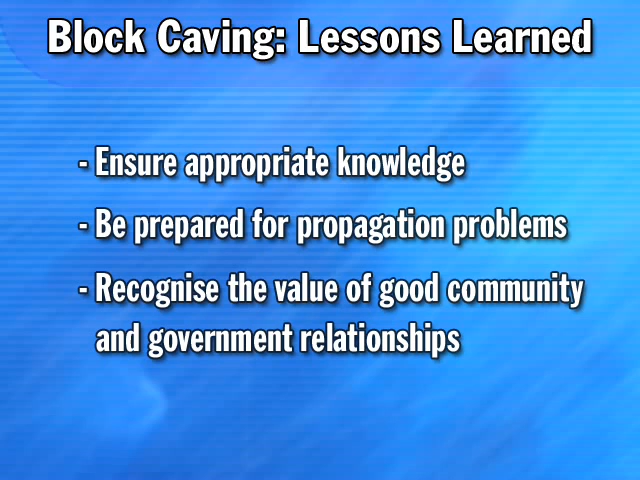 Block Caving: Lessons Learned
- Ensure appropriate knowledge
- Be prepared for propagation problems
- Recognise the value of good community
and government relationships